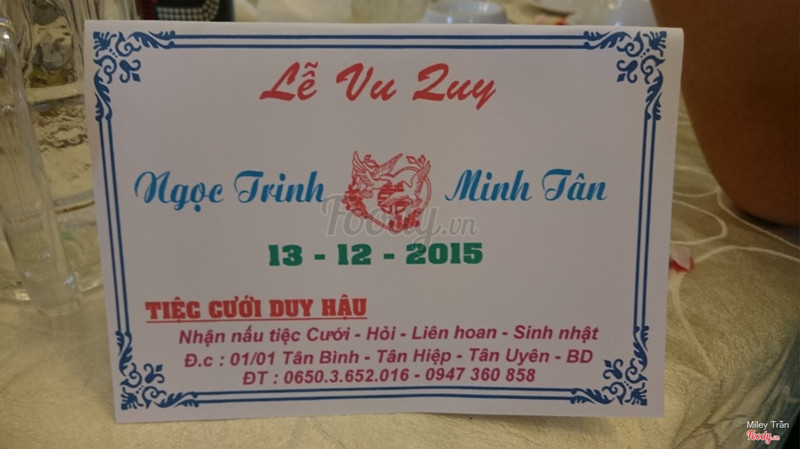 Lễ Vu Quy
Ngọc Trinh Minh Tân
Foody.vn
13 - 12 - 2015
TIỆC CƯỚI DUY HẬU
Nhận nấu tiệc Cưới - Hỏi - Liên hoan - Sinh nhật
Đ.c : 01/01 Tân Bình - Tân Hiệp - Tân Uyên - BD
ĐT : 0650.3.652.016 - 0947 360 858
Miley Trần
Foody.vn